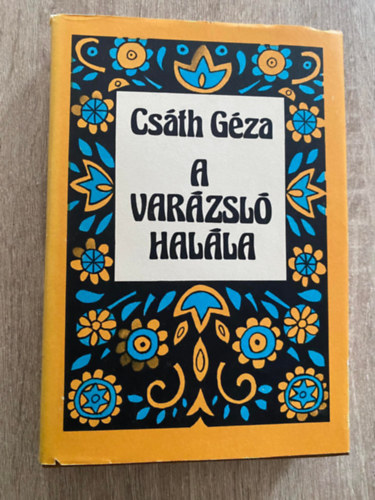 Csáth Géza
A
VARÁZSLÓ
HALÁLA